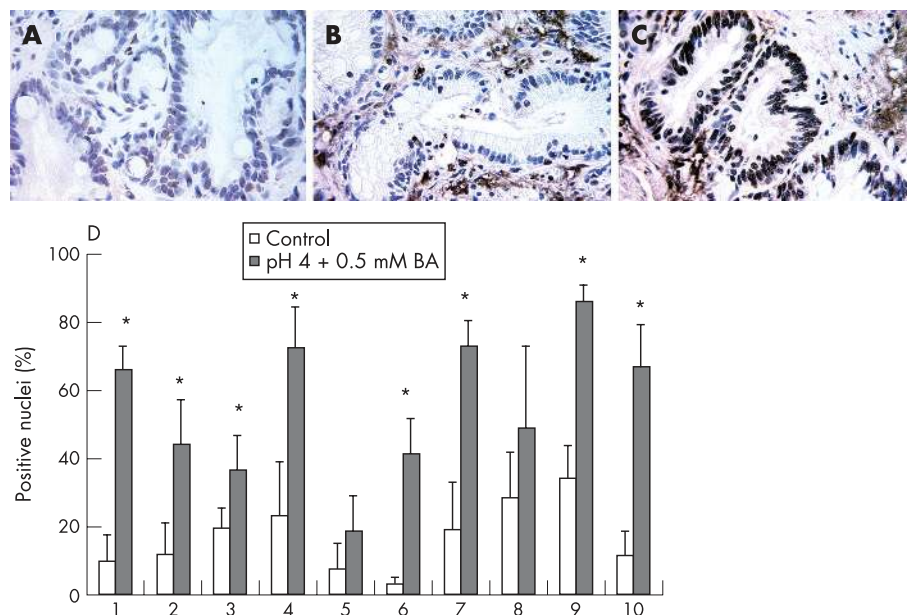 A
B
C
D
Control
pH 4 + 0.5 mM BA
Positive nuclei (%)
100
80
60
40
20
0
* * * * * * * *
1 2 3 4 5 6 7 8 9 10